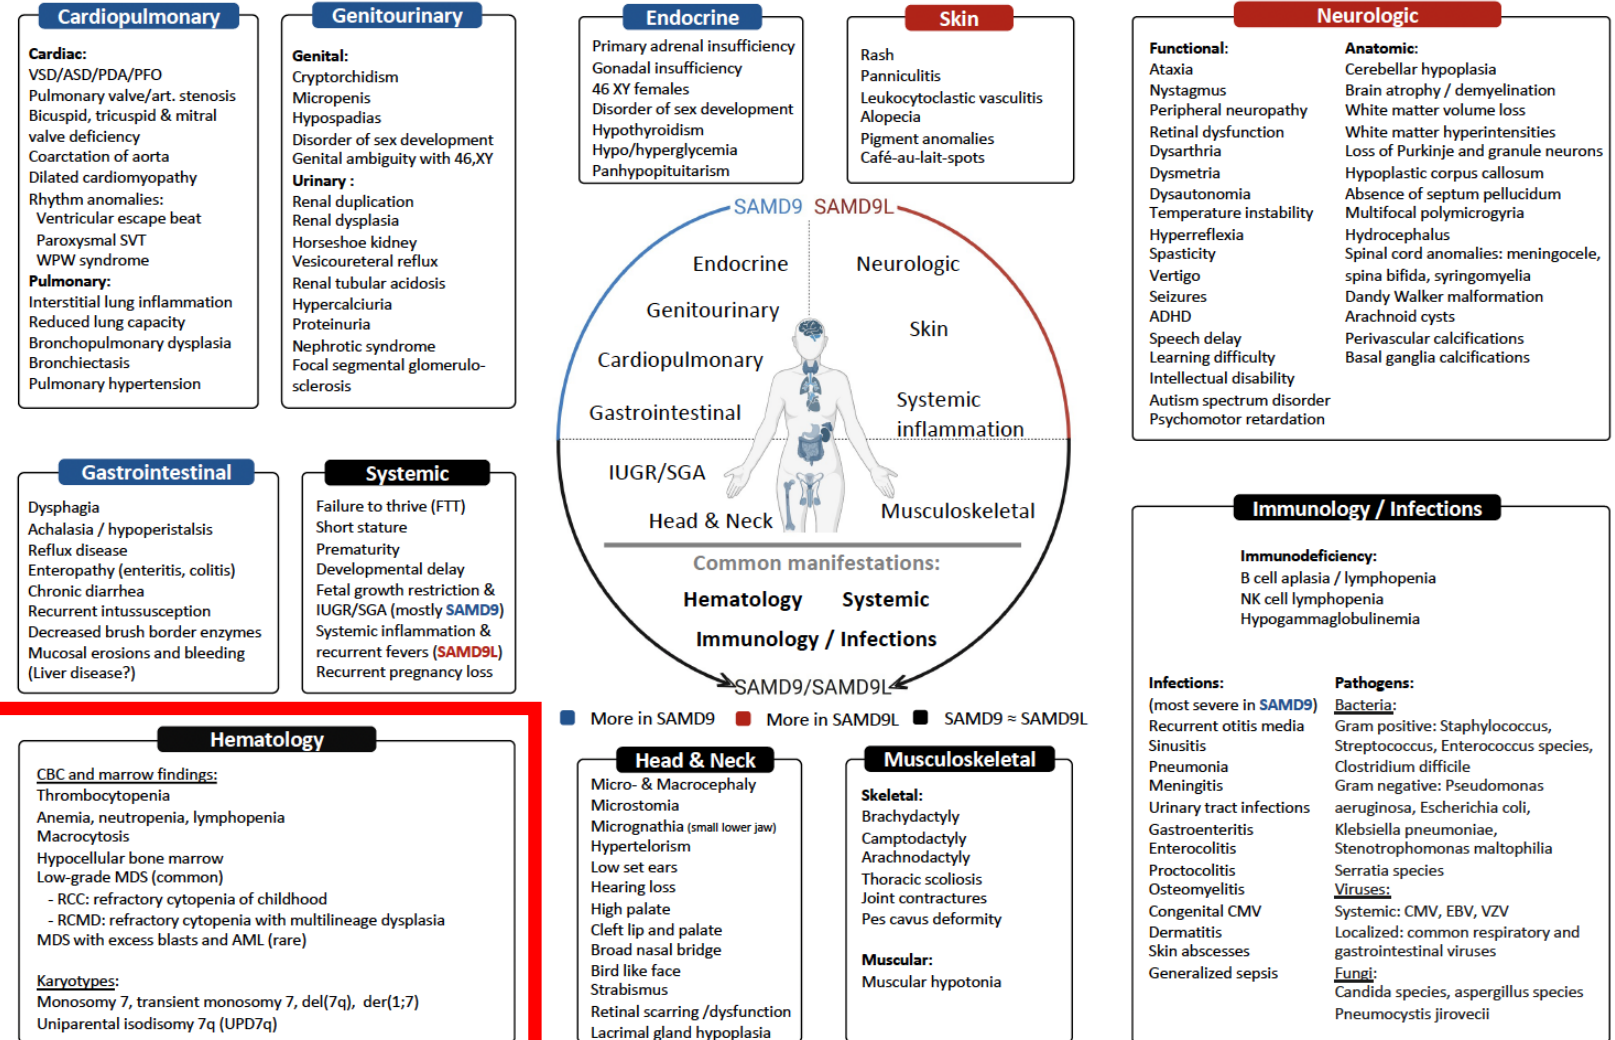 Cardiopulmonary
Cardiac:
VSD/ASD/PDA/PFO
Pulmonary valve/art. stenosis
Bicuspid, tricuspid & mitral
valve deficiency
Coarctation of aorta
Dilated cardiomyopathy
Rhythm anomalies:
Ventricular escape beat
Paroxysmal SVT
WPW syndrome
Pulmonary:
Interstitial lung inflammation
Reduced lung capacity
Bronchopulmonary dysplasia
Bronchiectasis
Pulmonary hypertension
Genitourinary
Genital:
Cryptorchidism
Micropenis
Hypospadias
Disorder of sex development
Genital ambiguity with 46,XY
Urinary :
Renal duplication
Renal dysplasia
Horseshoe kidney
Vesicoureteral reflux
Renal tubular acidosis
Hypercalciuria
Proteinuria
Nephrotic syndrome
Focal segmental glomerulo-
sclerosis
Endocrine
Primary adrenal insufficiency
Gonadal insufficiency
46 XY females
Disorder of sex development
Hypothyroidism
Hypo/hyperglycemia
Panhypopituitarism
Skin
Rash
Panniculitis
Leukocytoclastic vasculitis
Alopecia
Pigment anomalies
Café-au-lait-spots
Neurologic
Functional:
Ataxia
Nystagmus
Peripheral neuropathy
Retinal dysfunction
Dysarthria
Dysmetria
Dysautonomia
Temperature instability
Hyperreflexia
Spasticity
Vertigo
Seizures
ADHD
Speech delay
Learning difficulty
Intellectual disability
Autism spectrum disorder
Psychomotor retardation
Anatomic:
Cerebellar hypoplasia
Brain atrophy / demyelination
White matter volume loss
White matter hyperintensities
Loss of Purkinje and granule neurons
Hypoplastic corpus callosum
Absence of septum pellucidum
Multifocal polymicrogyria
Hydrocephalus
Spinal cord anomalies: meningocele,
spina bifida, syringomyelia
Dandy Walker malformation
Arachnoid cysts
Perivascular calcifications
Basal ganglia calcifications
SAMD9 SAMD9L
Endocrine
Neurologic
Genitourinary
Skin
Cardiopulmonary
Gastrointestinal
Systemic
inflammation
IUGR/SGA
Head & Neck
Musculoskeletal
Common manifestations:
Hematology Systemic
Immunology / Infections
SAMD9/SAMD9L
More in SAMD9 More in SAMD9L SAMD9 ≈ SAMD9L
Gastrointestinal
Dysphagia
Achalasia / hypoperistalsis
Reflux disease
Enteropathy (enteritis, colitis)
Chronic diarrhea
Recurrent intussusception
Decreased brush border enzymes
Mucosal erosions and bleeding
(Liver disease?)
Systemic
Failure to thrive (FTT)
Short stature
Prematurity
Developmental delay
Fetal growth restriction &
IUGR/SGA (mostly SAMD9)
Systemic inflammation &
recurrent fevers (SAMD9L)
Recurrent pregnancy loss
Hematology
CBC and marrow findings:
Thrombocytopenia
Anemia, neutropenia, lymphopenia
Macrocytosis
Hypocellular bone marrow
Low-grade MDS (common)
- RCC: refractory cytopenia of childhood
- RCMD: refractory cytopenia with multilineage dysplasia
MDS with excess blasts and AML (rare)
Karyotypes:
Monosomy 7, transient monosomy 7, del(7q), der(1;7)
Uniparental isodisomy 7q (UPD7q)
Head & Neck
Micro- & Macrocephaly
Microstomia
Micrognathia (small lower jaw)
Hypertelorism
Low set ears
Hearing loss
High palate
Cleft lip and palate
Broad nasal bridge
Bird like face
Strabismus
Retinal scarring /dysfunction
Lacrimal gland hypoplasia
Musculoskeletal
Skeletal:
Brachydactyly
Camptodactyly
Arachnodactyly
Thoracic scoliosis
Joint contractures
Pes cavus deformity
Muscular:
Muscular hypotonia
Immunology / Infections
Immunodeficiency:
B cell aplasia / lymphopenia
NK cell lymphopenia
Hypogammaglobulinemia
Infections:
(most severe in SAMD9)
Recurrent otitis media
Sinusitis
Pneumonia
Meningitis
Urinary tract infections
Gastroenteritis
Enterocolitis
Proctocolitis
Osteomyelitis
Congenital CMV
Dermatitis
Skin abscesses
Generalized sepsis
Pathogens:
Bacteria:
Gram positive: Staphylococcus,
Streptococcus, Enterococcus species,
Clostridium difficile
Gram negative: Pseudomonas
aeruginosa, Escherichia coli,
Klebsiella pneumoniae,
Stenotrophomonas maltophilia
Serratia species
Viruses:
Systemic: CMV, EBV, VZV
Localized: common respiratory and
gastrointestinal viruses
Fungi:
Candida species, aspergillus species
Pneumocystis jirovecii